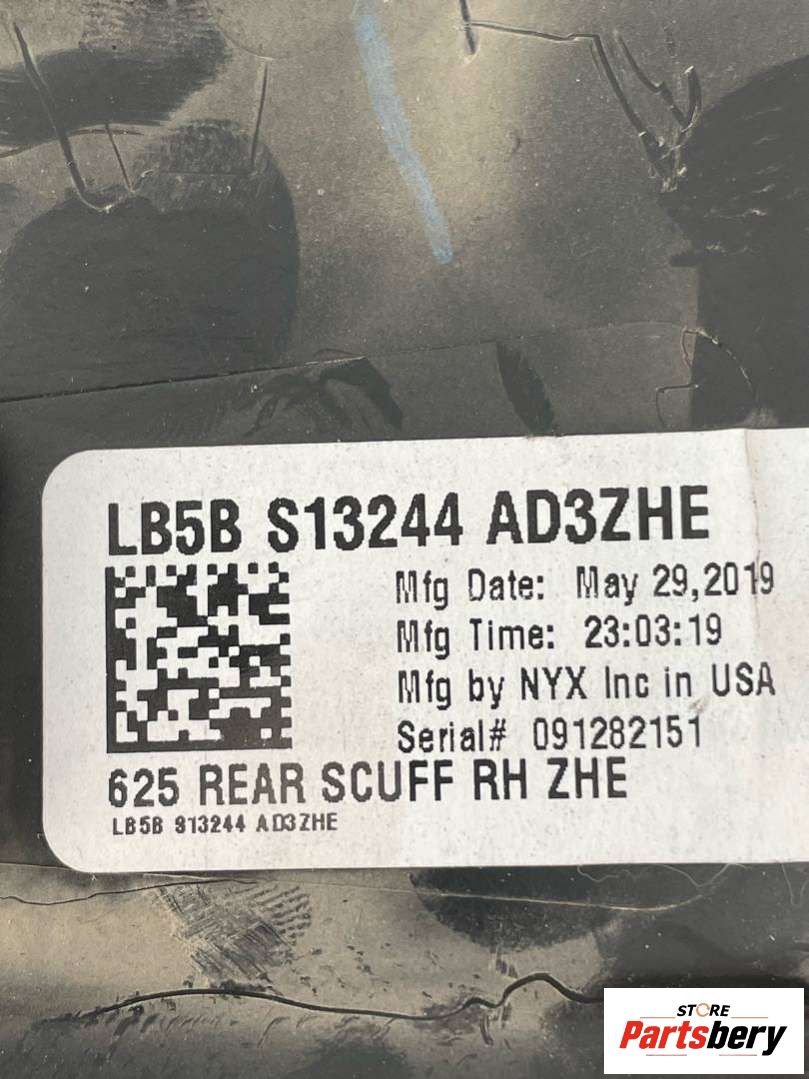 LB5B S13244 AD3ZHE
Mfg Date: May 29,2019
Mfg Time: 23:03:19
Mfg by NYX Inc in USA
Serial# 091282151
625 REAR SCUFF RH ZHE
LB5B S13244 AD3ZHE
STORE
Partsbery